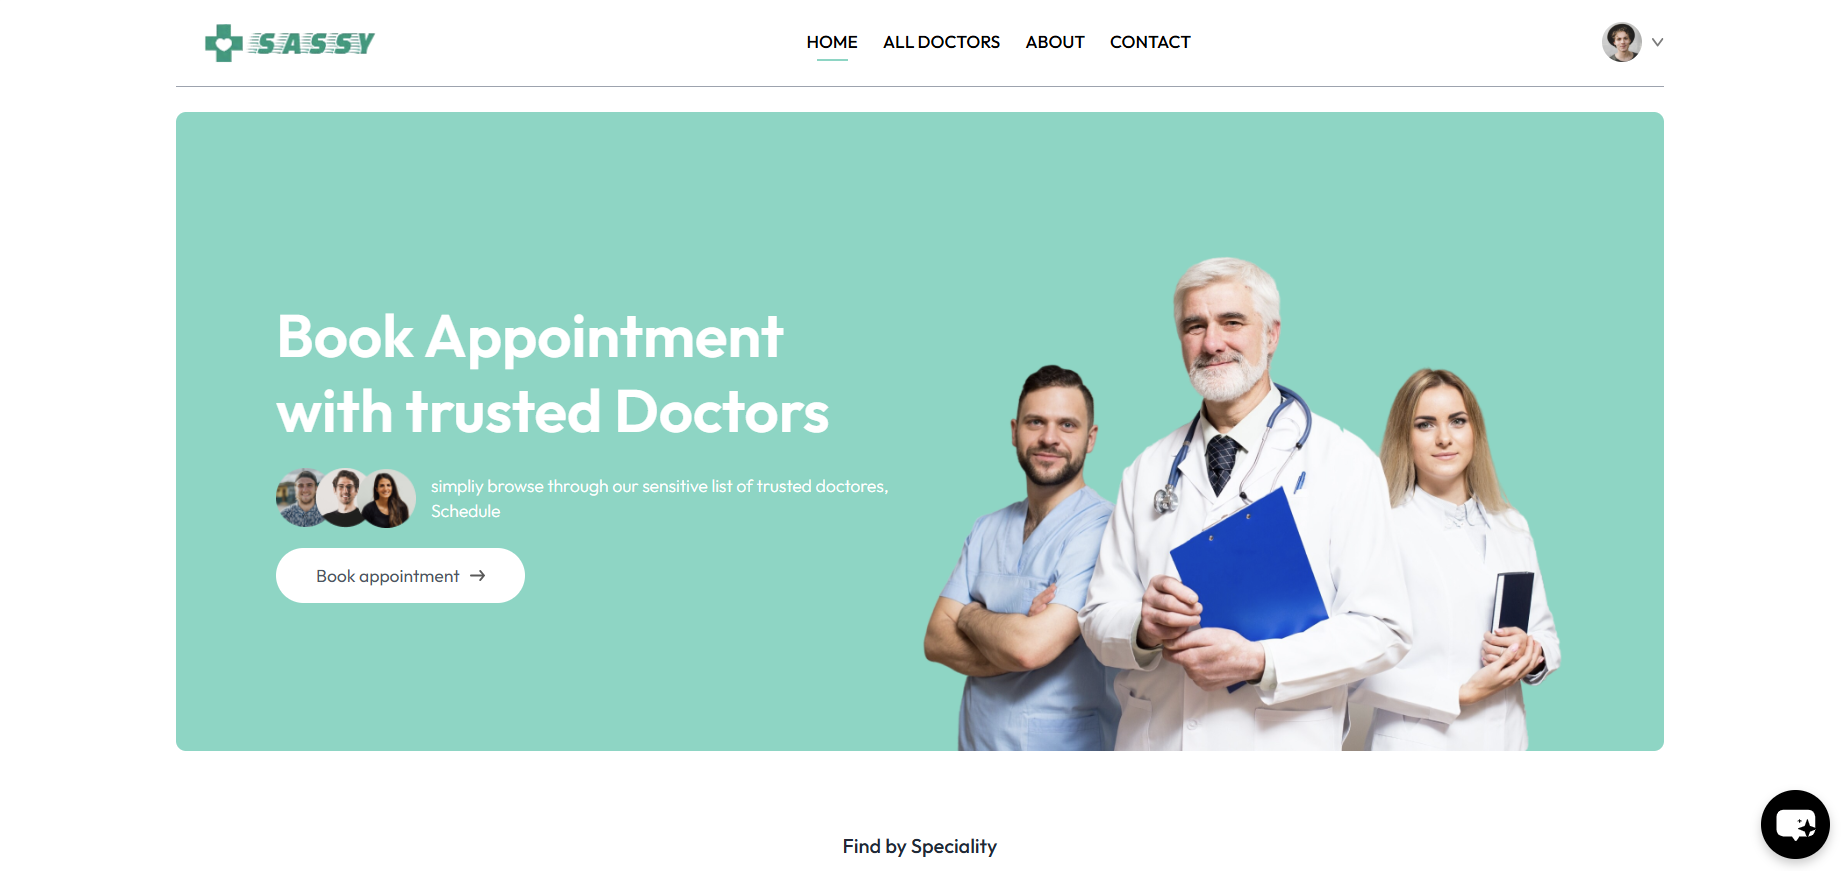 SASSY
HOME ALL DOCTORS ABOUT CONTACT
Book Appointment
with trusted Doctors
simpliy browse through our sensitive list of trusted doctores,
Schedule
Book appointment →
Find by Speciality